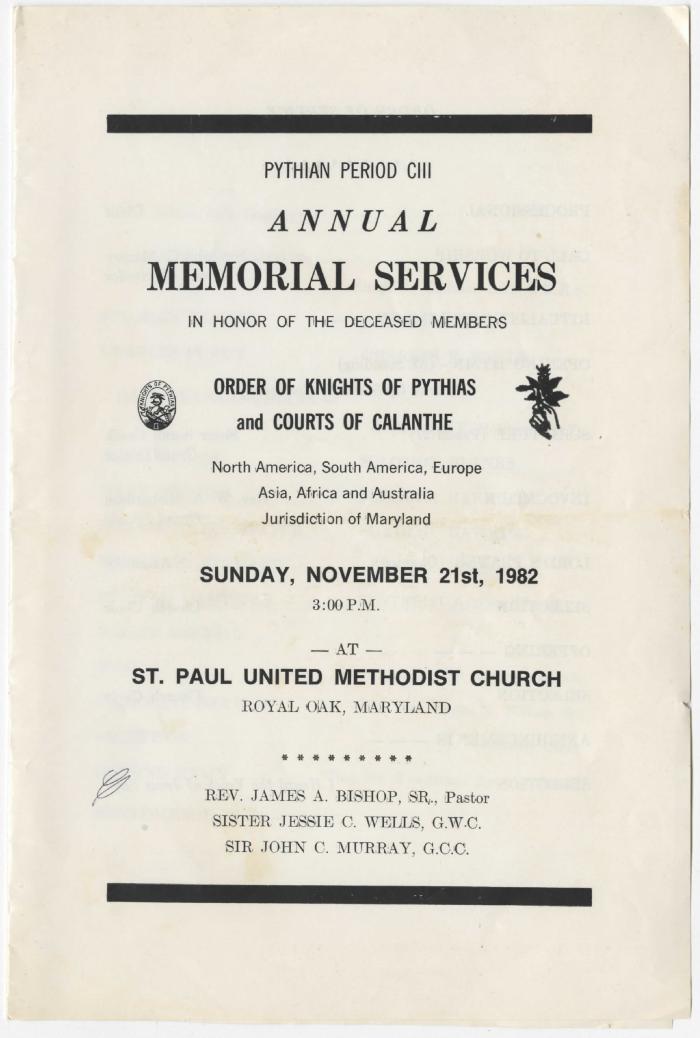 PYTHIAN PERIOD CIII
ANNUAL
MEMORIAL SERVICES
IN HONOR OF THE DECEASED MEMBERS
ORDER OF KNIGHTS OF PYTHIAS
and COURTS OF CALANTHE
North America, South America, Europe
Asia, Africa and Australia
Jurisdiction of Maryland
SUNDAY, NOVEMBER 21st, 1982
3:00 P.M.
— AT —
ST. PAUL UNITED METHODIST CHURCH
ROYAL OAK, MARYLAND
* * * * * * * * *
REV. JAMES A. BISHOP, SR., Pastor
SISTER JESSIE C. WELLS, G.W.C.
SIR JOHN C. MURRAY, G.C.C.